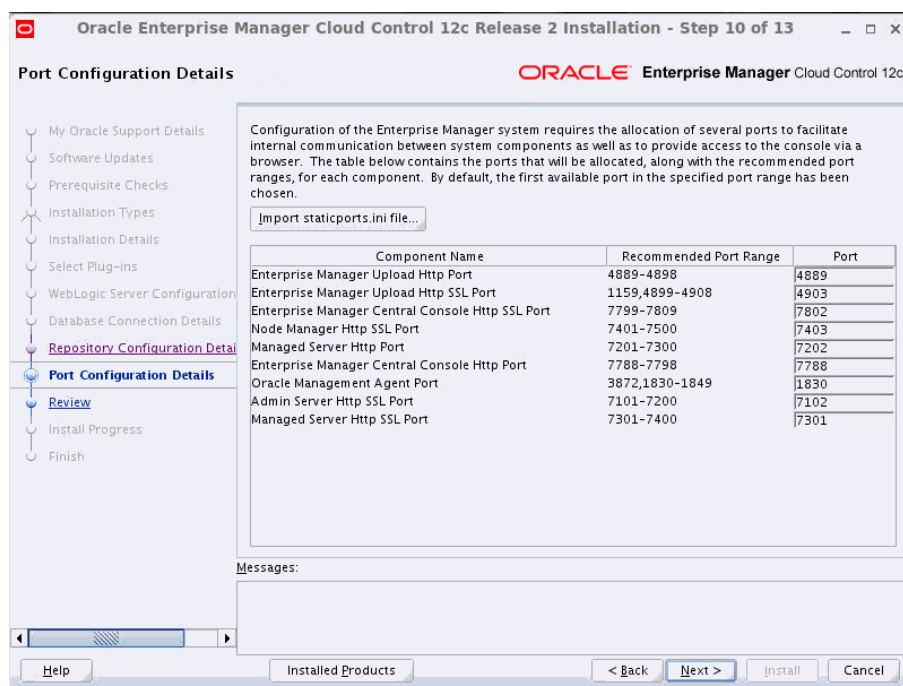 Oracle Enterprise Manager Cloud Control 12c Release 2 Installation - Step 10 of 13
Port Configuration Details
ORACLE Enterprise Manager Cloud Control 12c
My Oracle Support Details
Software Updates
Prerequisite Checks
Installation Types
Installation Details
Select Plug-ins
WebLogic Server Configuration
Database Connection Details
Repository Configuration Detai
Port Configuration Details
Review
Install Progress
Finish
Configuration of the Enterprise Manager system requires the allocation of several ports to facilitate
internal communication between system components as well as to provide access to the console via a
browser. The table below contains the ports that will be allocated, along with the recommended port
ranges, for each component. By default, the first available port in the specified port range has been
chosen.
Import staticports.ini file...
Component Name Recommended Port Range Port
Enterprise Manager Upload Http Port 4889-4898 4889
Enterprise Manager Upload Http SSL Port 1159,4899-4908 4903
Enterprise Manager Central Console Http SSL Port 7799-7809 7802
Node Manager Http SSL Port 7401-7500 7403
Managed Server Http Port 7201-7300 7202
Enterprise Manager Central Console Http Port 7788-7798 7788
Oracle Management Agent Port 3872,1830-1849 1830
Admin Server Http SSL Port 7101-7200 7102
Managed Server Http SSL Port 7301-7400 7301
Messages:
Help Installed Products < Back Next > Install Cancel